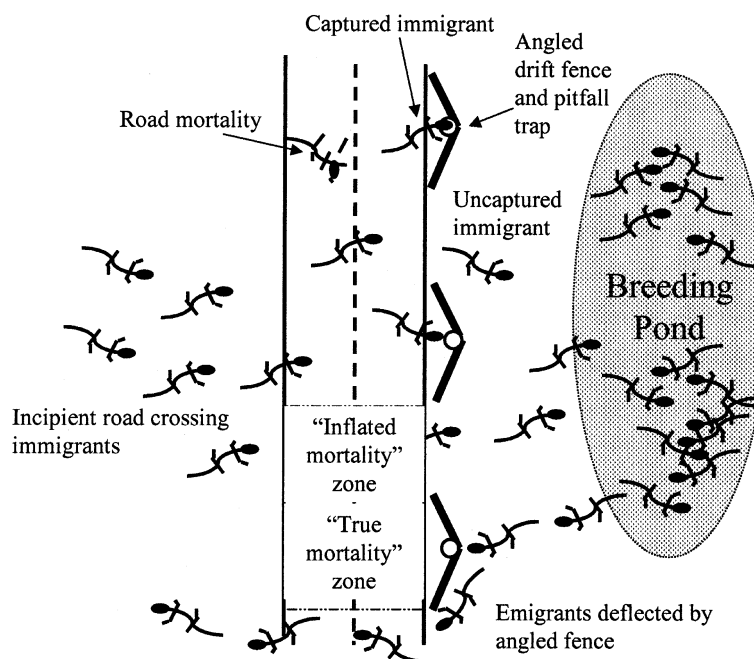 Captured immigrant
Angled
drift fence
and pitfall
trap
Road mortality
Uncaptured
immigrant
Breeding
Pond
Incipient road crossing
immigrants
“Inflated
mortality”
zone
“True
mortality”
zone
Emigrants deflected by
angled fence